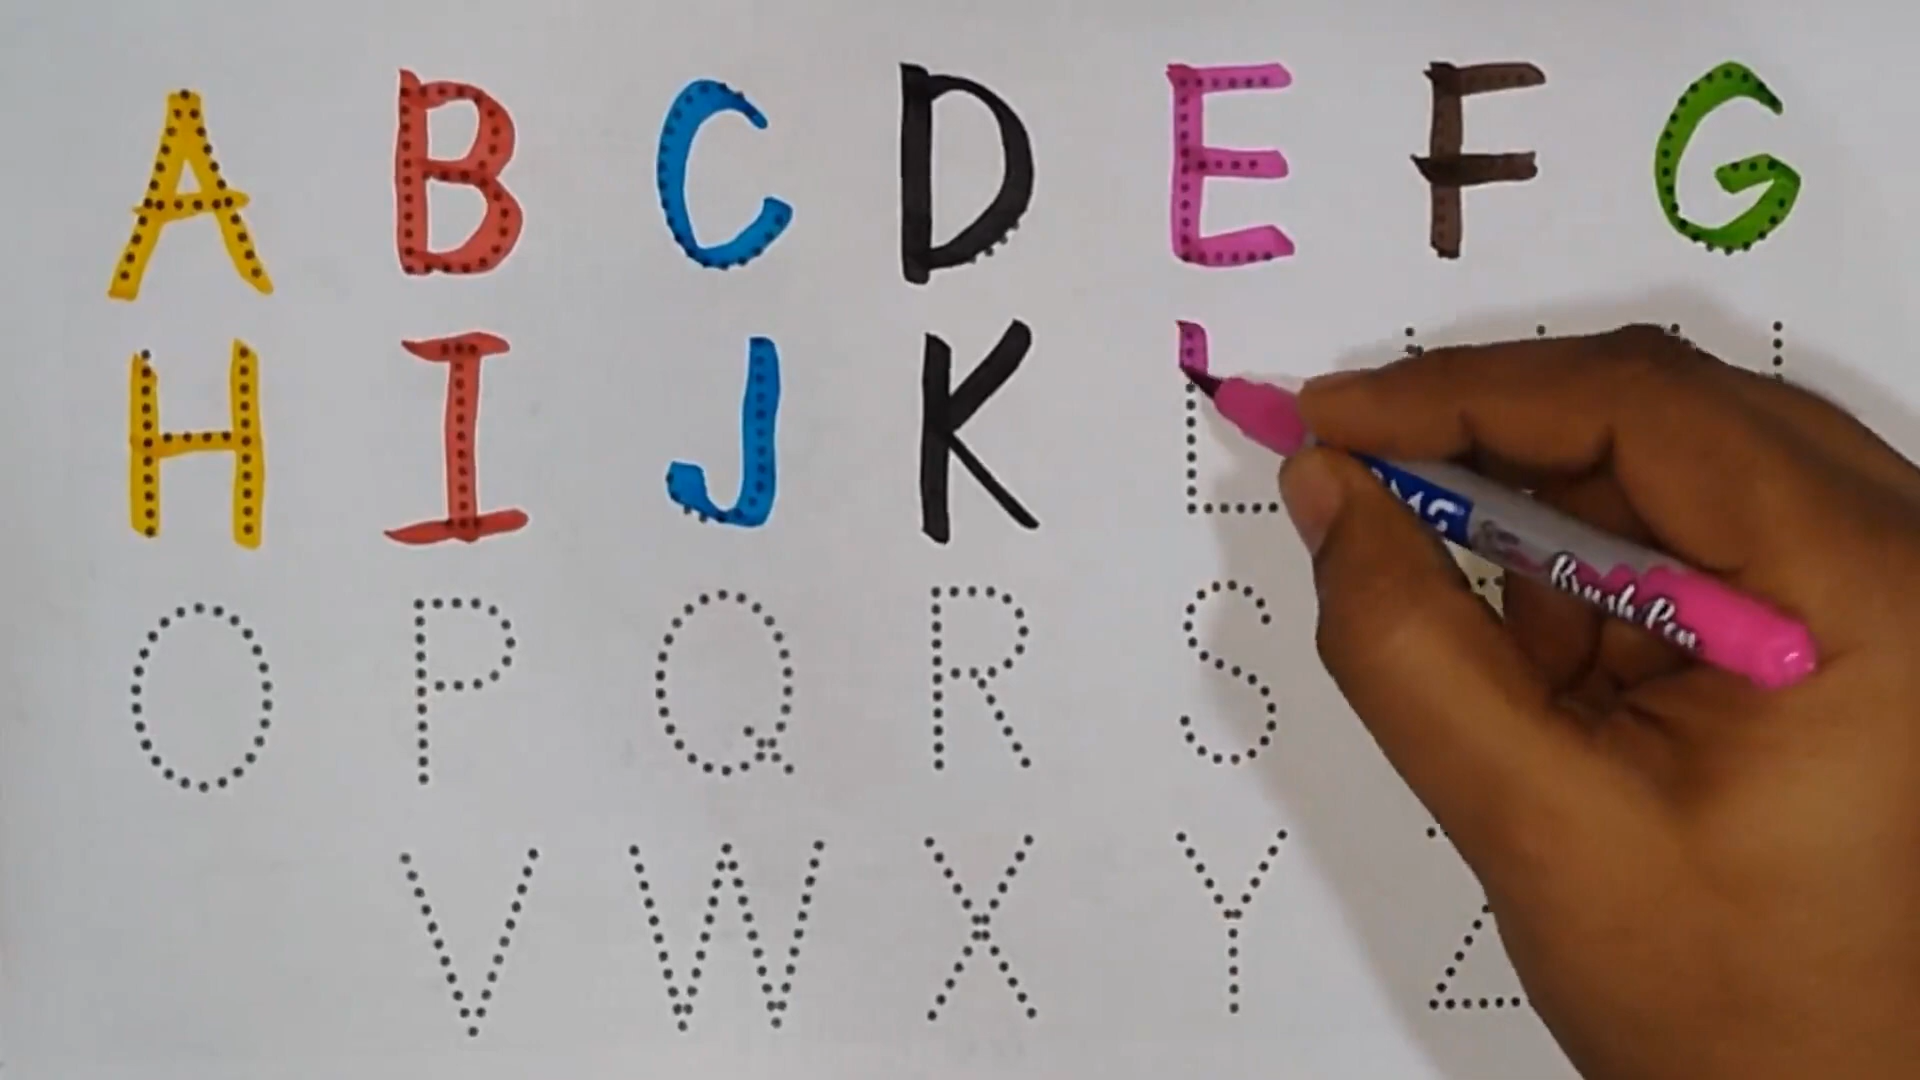 A B C D E F G
H I J K L
O P Q R S
V W X Y Z
Brush Pen